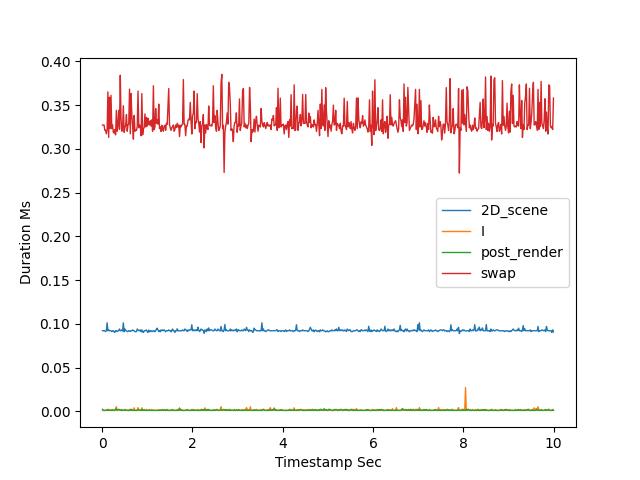 0.40
0.35
0.30
0.25
0.20
0.15
0.10
0.05
0.00
Duration Ms
2D_scene
I
post_render
swap
0 2 4 6 8 10
Timestamp Sec